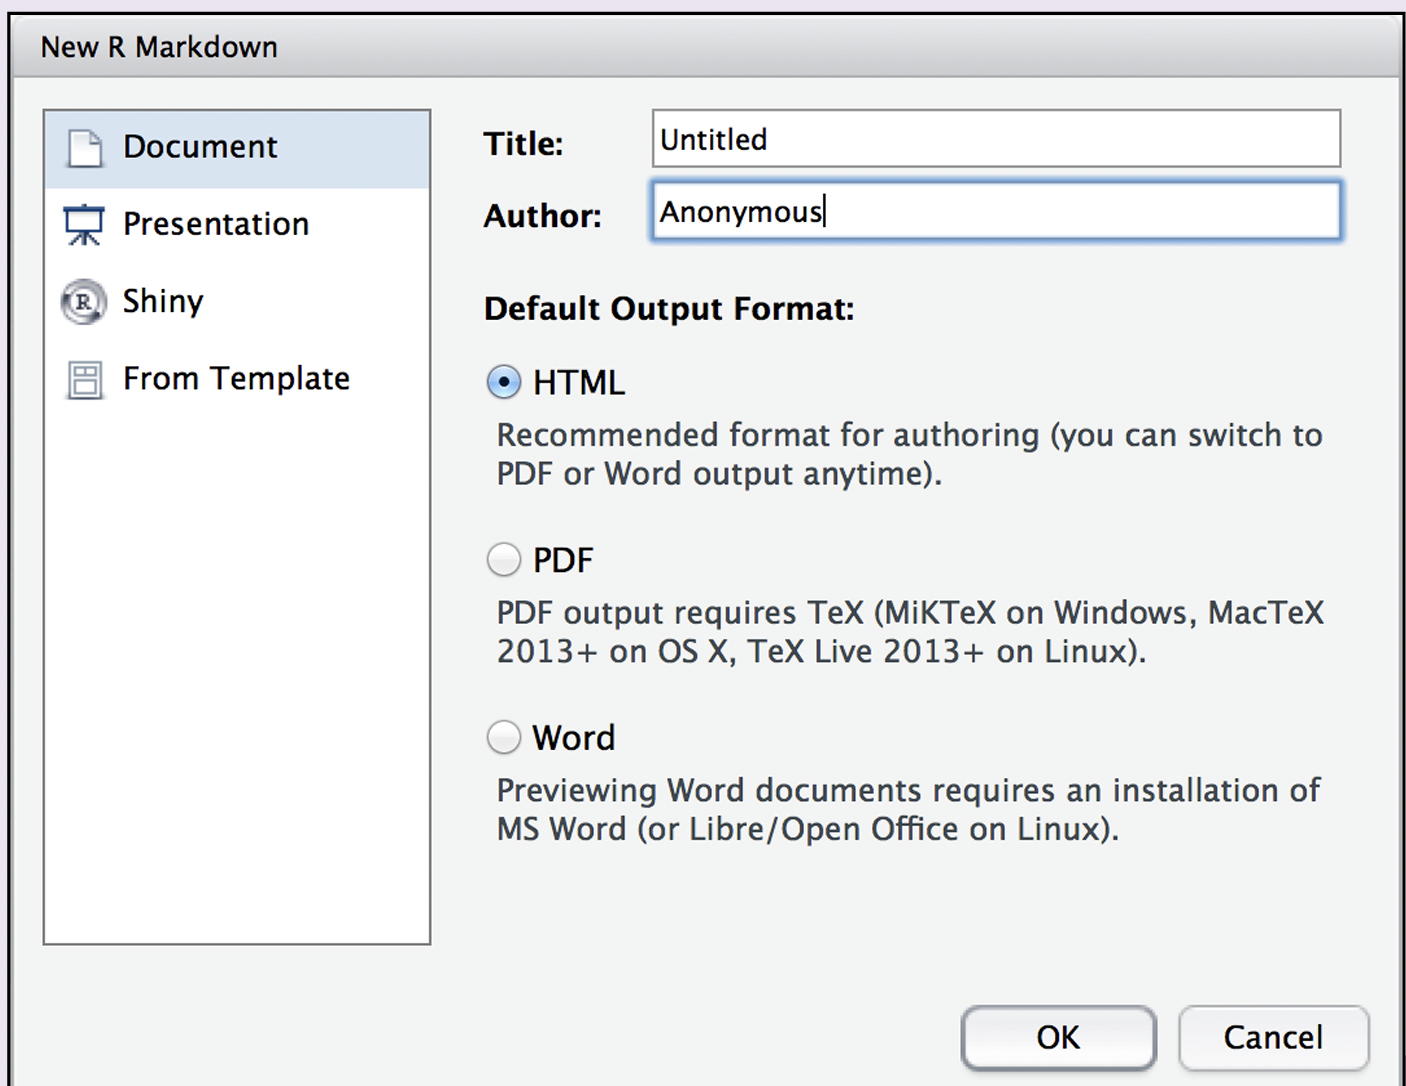 New R Markdown
Document
Presentation
R
Shiny
From Template
Title:
Untitled
Author:
Anonymous
Default Output Format:
HTML
Recommended format for authoring (you can switch to
PDF or Word output anytime).
PDF
PDF output requires TeX (MiKTeX on Windows, MacTeX
2013+ on OS X, TeX Live 2013+ on Linux).
Word
Previewing Word documents requires an installation of
MS Word (or Libre/Open Office on Linux).
OK
Cancel